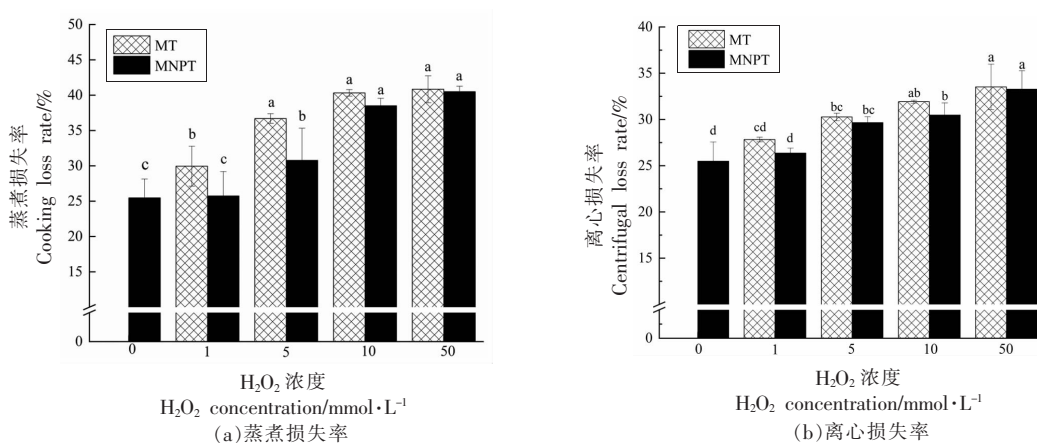 50
45
40
35
30
25
20
15
0
蒸煮损失率
Cooking loss rate/%
MT
MNPT
c
b
c
a
b
a
a
a
a
0
1
5
10
50
H₂O₂ 浓度
H₂O₂ concentration/mmol·L⁻¹
(a)蒸煮损失率
40
35
30
25
20
15
0
离心损失率
Centrifugal loss rate/%
MT
MNPT
d
cd
d
bc
bc
ab
b
a
a
0
1
5
10
50
H₂O₂ 浓度
H₂O₂ concentration/mmol·L⁻¹
(b)离心损失率